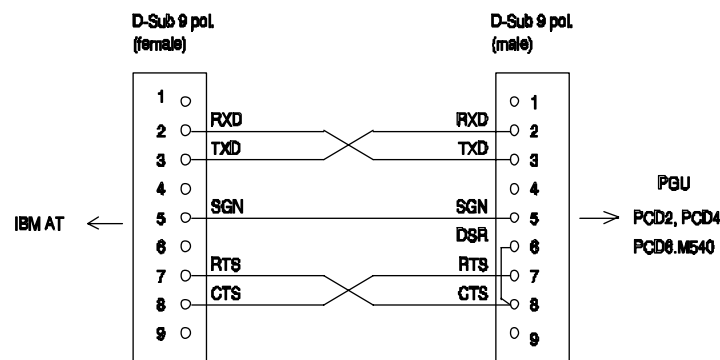 D-Sub 9 pol.
(female)
D-Sub 9 pol.
(male)
1
1
2
RXD
RXD
2
3
TXD
TXD
3
4
4
PGU
IBM AT
5
SGN
SGN
5
PCD2, PCD4
6
DSR
6
PCD6.M540
7
RTS
RTS
7
8
CTS
CTS
8
9
9